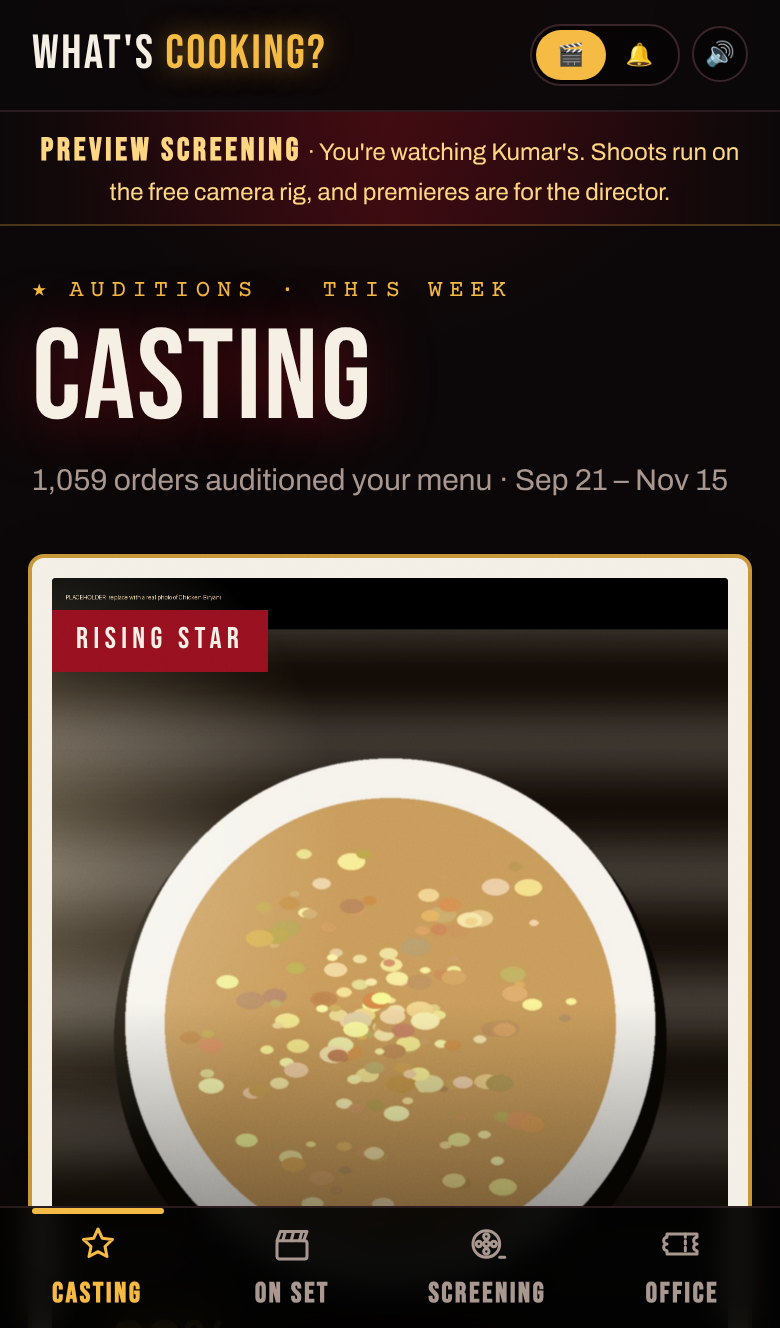 WHAT'S COOKING?
PREVIEW SCREENING · You're watching Kumar's. Shoots run on
the free camera rig, and premieres are for the director.
★ AUDITIONS · THIS WEEK
CASTING
1,059 orders auditioned your menu · Sep 21 – Nov 15
PLACEHOLDER replace with a real photo of Chicken Biryani
RISING STAR
CASTING
ON SET
SCREENING
OFFICE